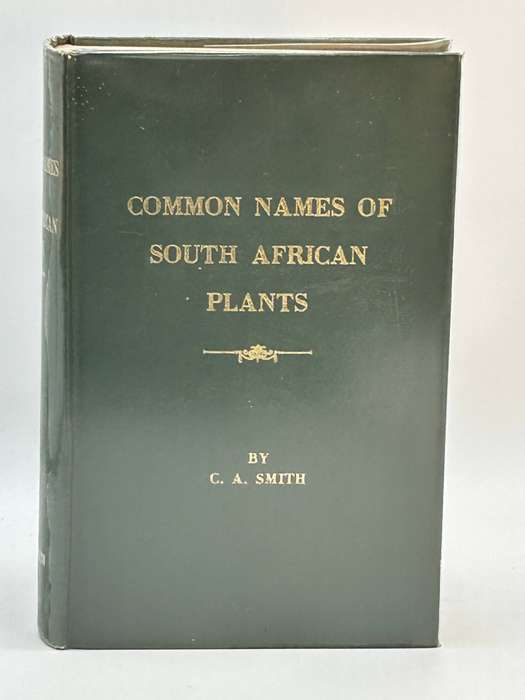 COMMON NAMES OF
SOUTH AFRICAN
PLANTS
BY
C. A. SMITH